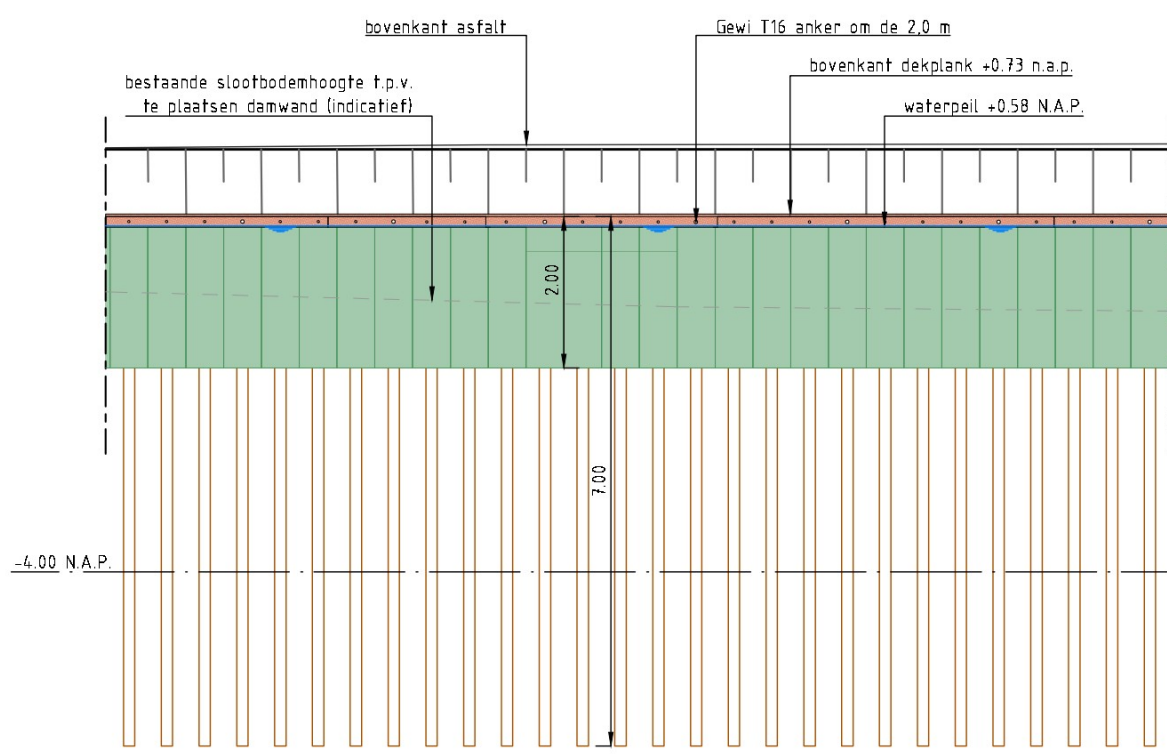 bovenkant asfalt
Gewi T16 anker om de 2,0 m
bovenkant dekplank +0.73 n.a.p.
bestaande slootbodemhoogte t.p.v.
te plaatsen damwand (indicatief)
waterpeil +0.58 N.A.P.
2.00
7.00
-4.00 N.A.P.